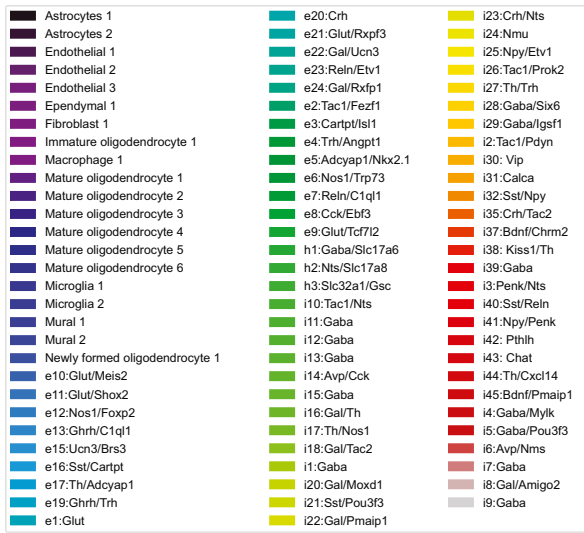 Astrocytes 1
Astrocytes 2
Endothelial 1
Endothelial 2
Endothelial 3
Ependymal 1
Fibroblast 1
Immature oligodendrocyte 1
Macrophage 1
Mature oligodendrocyte 1
Mature oligodendrocyte 2
Mature oligodendrocyte 3
Mature oligodendrocyte 4
Mature oligodendrocyte 5
Mature oligodendrocyte 6
Microglia 1
Microglia 2
Mural 1
Mural 2
Newly formed oligodendrocyte 1
e10:Glut/Meis2
e11:Glut/Shox2
e12:Nos1/Foxp2
e13:Ghrh/C1ql1
e15:Ucn3/Brs3
e16:Sst/Cartpt
e17:Th/Adcyap1
e19:Ghrh/Trh
e1:Glut
e20:Crh
e21:Glut/Rxpf3
e22:Gal/Ucn3
e23:Reln/Etv1
e24:Gal/Rxfp1
e2:Tac1/Fezf1
e3:Cartpt/Isl1
e4:Trh/Angpt1
e5:Adcyap1/Nkx2.1
e6:Nos1/Trp73
e7:Reln/C1ql1
e8:Cck/Ebf3
e9:Glut/Tcf7l2
h1:Gaba/Slc17a6
h2:Nts/Slc17a8
h3:Slc32a1/Gsc
i10:Tac1/Nts
i11:Gaba
i12:Gaba
i13:Gaba
i14:Avp/Cck
i15:Gaba
i16:Gal/Th
i17:Th/Nos1
i18:Gal/Tac2
i1:Gaba
i20:Gal/Moxd1
i21:Sst/Pou3f3
i22:Gal/Pmaip1
i23:Crh/Nts
i24:Nmu
i25:Npy/Etv1
i26:Tac1/Prok2
i27:Th/Trh
i28:Gaba/Six6
i29:Gaba/Igsf1
i2:Tac1/Pdyn
i30: Vip
i31:Calca
i32:Sst/Npy
i35:Crh/Tac2
i37:Bdnf/Chrm2
i38: Kiss1/Th
i39:Gaba
i3:Penk/Nts
i40:Sst/Reln
i41:Npy/Penk
i42: Pthlh
i43: Chat
i44:Th/Cxcl14
i45:Bdnf/Pmaip1
i4:Gaba/Mylk
i5:Gaba/Pou3f3
i6:Avp/Nms
i7:Gaba
i8:Gal/Amigo2
i9:Gaba